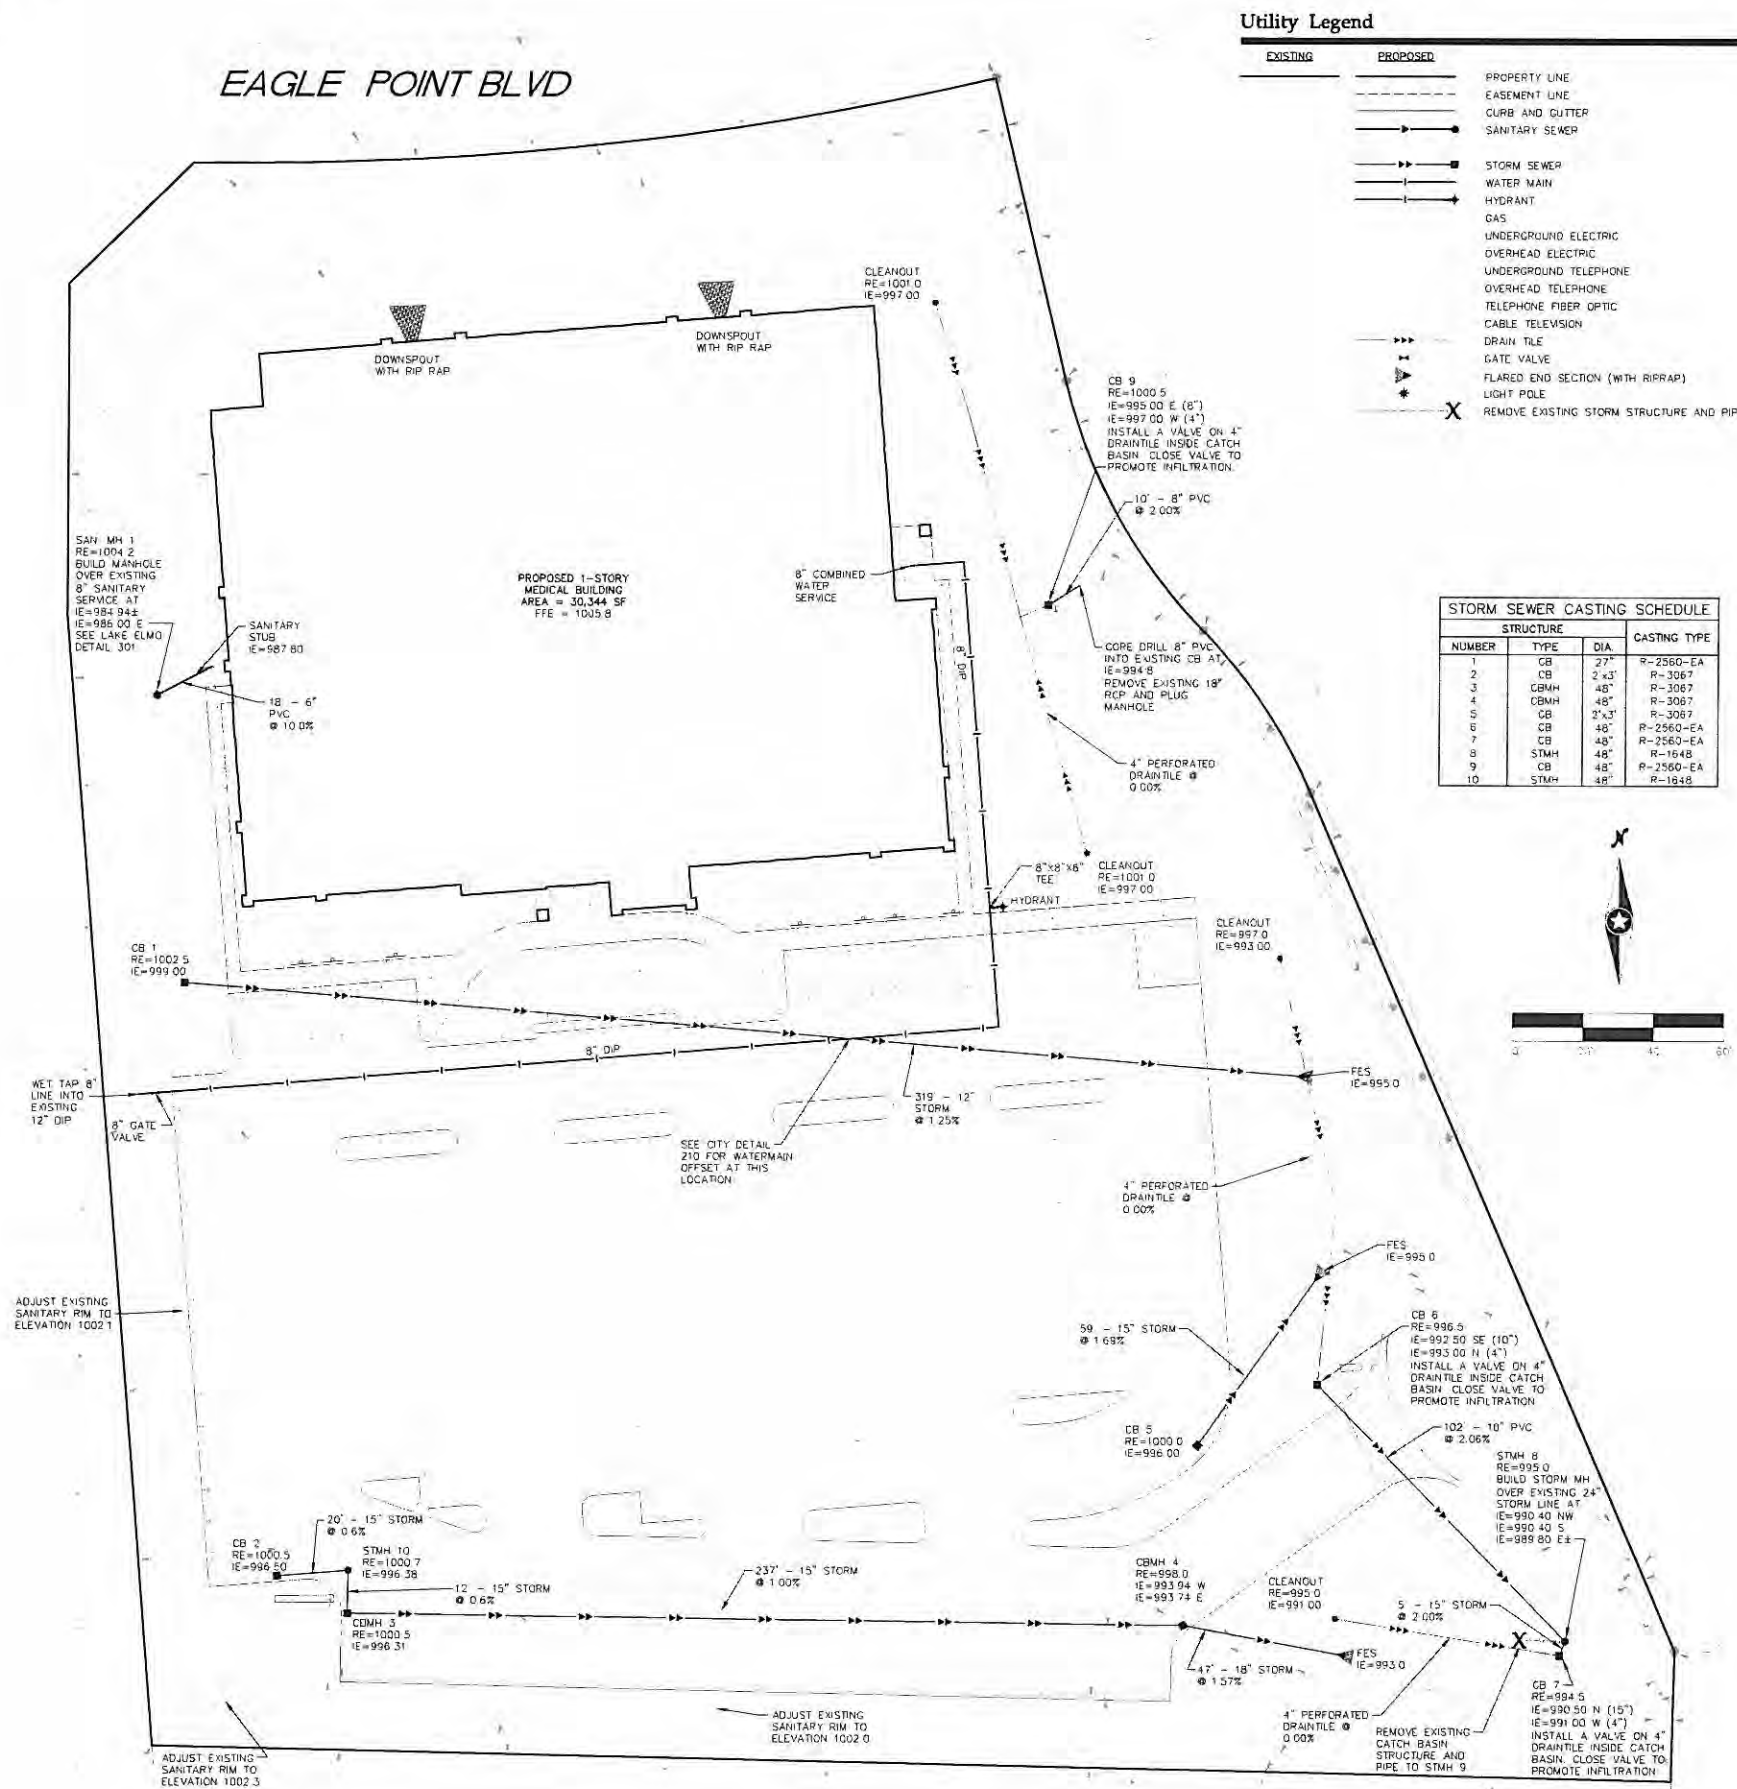 EAGLE POINT BLVD
Utility Legend
EXISTING
PROPOSED
PROPERTY LINE
EASEMENT LINE
CURB AND GUTTER
SANITARY SEWER
STORM SEWER
WATER MAIN
HYDRANT
GAS
UNDERGROUND ELECTRIC
OVERHEAD ELECTRIC
UNDERGROUND TELEPHONE
OVERHEAD TELEPHONE
TELEPHONE FIBER OPTIC
CABLE TELEVISION
DRAIN TILE
GATE VALVE
FLARED END SECTION (WITH RIPRAP)
LIGHT POLE
REMOVE EXISTING STORM STRUCTURE AND PIP
CLEANOUT
RE=1001.0
IE=997.00
DOWNSPOUT
WITH RIP RAP
DOWNSPOUT
WITH RIP RAP
CB 9
RE=1000.5
IE=995.00 E (8")
IE=997.00 W (4")
INSTALL A VALVE ON 4"
DRAINTILE INSIDE CATCH
BASIN. CLOSE VALVE TO
PROMOTE INFILTRATION.
10' - 8" PVC
@ 2.00%
SAN MH 1
RE=1004.2
BUILD MANHOLE
OVER EXISTING
8" SANITARY
SERVICE AT
IE=984.94±
IE=986.00 E
SEE LAKE ELMO
DETAIL 301
SANITARY
STUB
IE=987.80
18' - 6"
PVC
@ 10.0%
PROPOSED 1-STORY
MEDICAL BUILDING
AREA = 30,344 SF
FFE = 1005.8
8" COMBINED
WATER
SERVICE
8" DIP
CORE DRILL 8" PVC
INTO EXISTING CB AT
IE=994.8
REMOVE EXISTING 18"
RCP AND PLUG
MANHOLE
STORM SEWER CASTING SCHEDULE
STRUCTURE
CASTING TYPE
NUMBER TYPE DIA.
1 CB 27" R-2560-EA
2 CB 2'x3' R-3067
3 CBMH 48" R-3067
4 CBMH 48" R-3067
5 CB 2'x3' R-3067
6 CB 48" R-2560-EA
7 CB 48" R-2560-EA
8 STMH 48" R-1648
9 CB 48" R-2560-EA
10 STMH 48" R-1648
4" PERFORATED
DRAINTILE @
0.00%
8"x8"x6"
TEE
CLEANOUT
RE=1001.0
IE=997.00
HYDRANT
N
CLEANOUT
RE=997.0
IE=993.00
CB 1
RE=1002.5
IE=999.00
8" DIP
WET TAP 8"
LINE INTO
EXISTING
12" DIP
8" GATE
VALVE
SEE CITY DETAIL
210 FOR WATERMAIN
OFFSET AT THIS
LOCATION
319' - 12"
STORM
@ 1.25%
FES
IE=995.0
4" PERFORATED
DRAINTILE @
0.00%
FES
IE=995.0
ADJUST EXISTING
SANITARY RIM TO
ELEVATION 1002.1
59' - 15" STORM
@ 1.69%
CB 6
RE=996.5
IE=992.50 SE (10")
IE=993.00 N (4")
INSTALL A VALVE ON 4"
DRAINTILE INSIDE CATCH
BASIN. CLOSE VALVE TO
PROMOTE INFILTRATION
CB 5
RE=1000.0
IE=996.00
102' - 10" PVC
@ 2.06%
STMH 8
RE=995.0
BUILD STORM MH
OVER EXISTING 24"
STORM LINE AT
IE=990.40 NW
IE=990.40 S
IE=989.80 E±
CB 2
RE=1000.5
IE=996.50
20' - 15" STORM
@ 0.6%
STMH 10
RE=1000.7
IE=996.38
12' - 15" STORM
@ 0.6%
CBMH 3
RE=1000.5
IE=996.31
237' - 15" STORM
@ 1.00%
CBMH 4
RE=998.0
IE=993.94 W
IE=993.74 E
CLEANOUT
RE=995.0
IE=991.00
5' - 15" STORM
@ 2.00%
47' - 18" STORM
@ 1.57%
FES
IE=993.0
4" PERFORATED
DRAINTILE @
0.00%
REMOVE EXISTING
CATCH BASIN
STRUCTURE AND
PIPE TO STMH 9
CB 7
RE=994.5
IE=990.50 N (15")
IE=991.00 W (4")
INSTALL A VALVE ON 4"
DRAINTILE INSIDE CATCH
BASIN. CLOSE VALVE TO
PROMOTE INFILTRATION
ADJUST EXISTING
SANITARY RIM TO
ELEVATION 1002.0
ADJUST EXISTING
SANITARY RIM TO
ELEVATION 1002.3